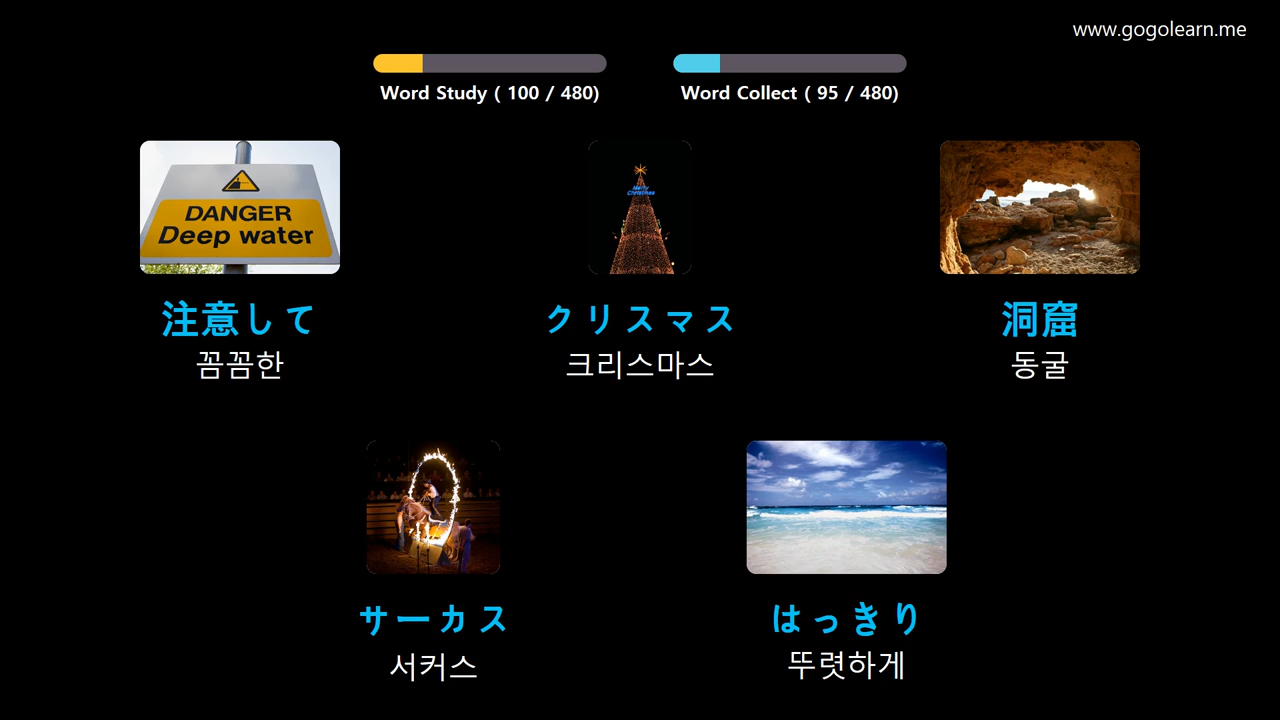 www.gogolearn.me
Word Study ( 100 / 480)
Word Collect ( 95 / 480)
DANGER
Deep water
Merry
Christmas
注意して
꼼꼼한
クリスマス
크리스마스
洞窟
동굴
サーカス
서커스
はっきり
뚜렷하게